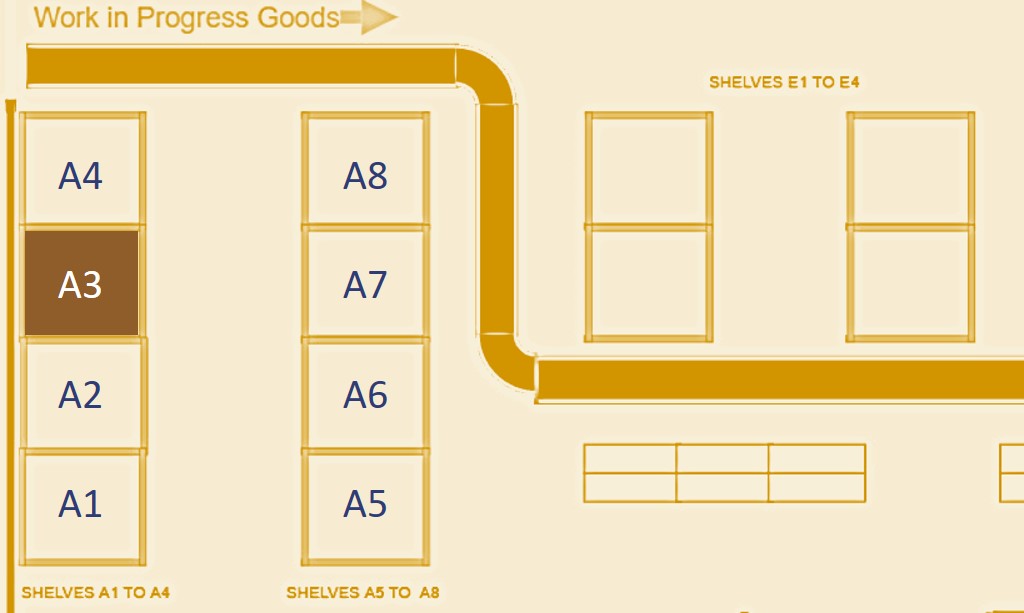 Work in Progress Goods
SHELVES E1 TO E4
A4
A8
A3
A7
A2
A6
A1
A5
SHELVES A1 TO A4
SHELVES A5 TO A8